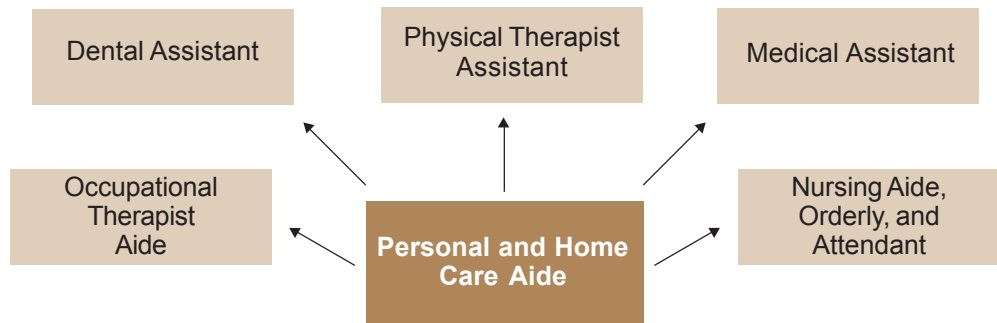 Dental Assistant
Physical Therapist
Assistant
Medical Assistant
Occupational
Therapist
Aide
Personal and Home
Care Aide
Nursing Aide,
Orderly, and
Attendant